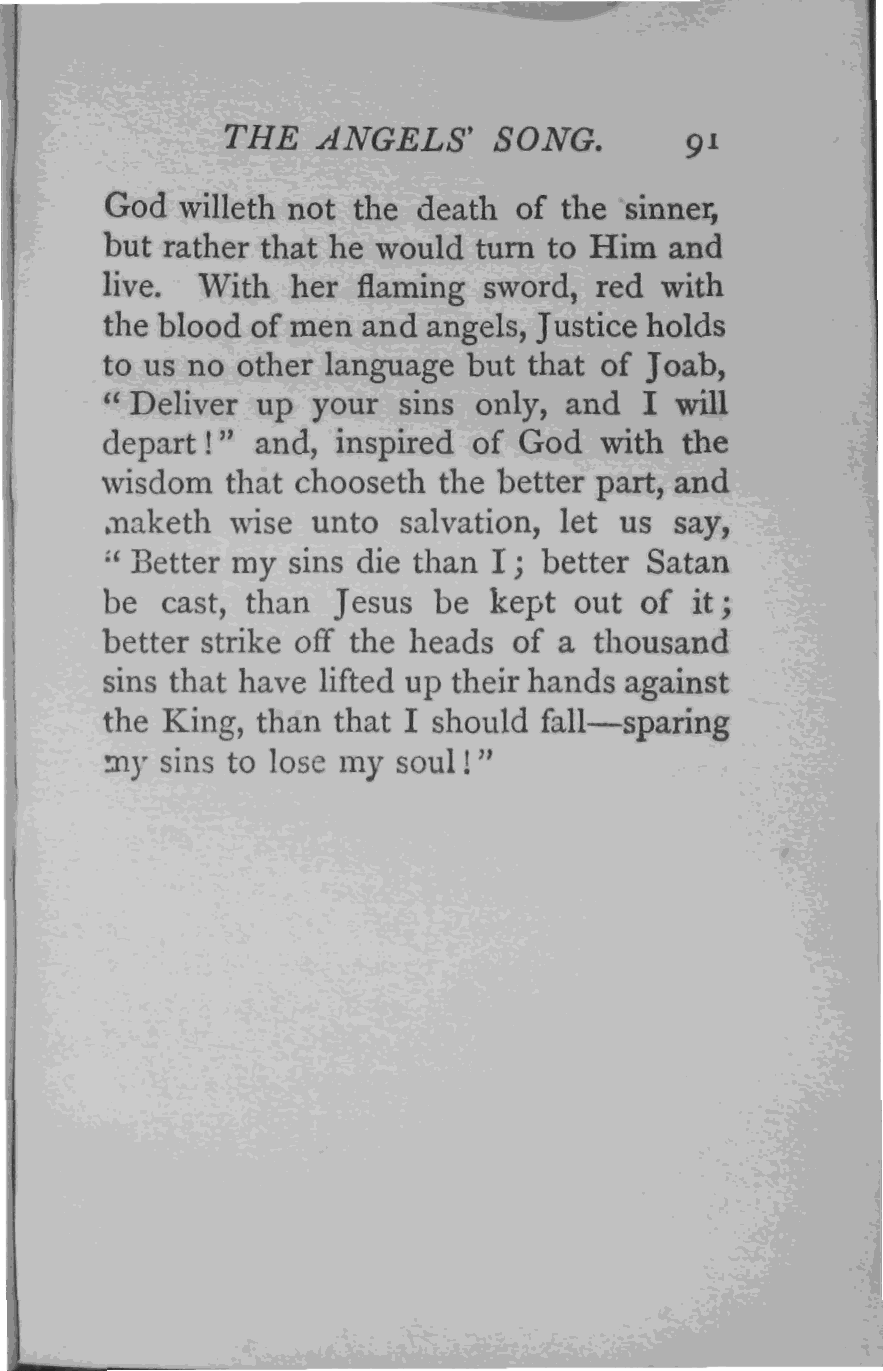 THE ANGELS' SONG. 91
God willeth not the death of the sinner,
but rather that he would turn to Him and
live. With her flaming sword, red with
the blood of men and angels, Justice holds
to us no other language but that of Joab,
“ Deliver up your sins only, and I will
depart!” and, inspired of God with the
wisdom that chooseth the better part, and
maketh wise unto salvation, let us say,
“ Better my sins die than I; better Satan
be cast, than Jesus be kept out of it;
better strike off the heads of a thousand
sins that have lifted up their hands against
the King, than that I should fall—sparing
my sins to lose my soul!”